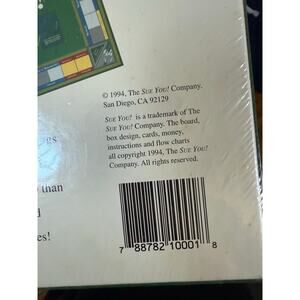 © 1994, The SUE YOU! Company.
San Diego, CA 92129
SUE YOU! is a trademark of The
SUE YOU! Company. The board,
box design, cards, money,
instructions and flow charts
all copyright 1994, The SUE YOU!
Company. All rights reserved.
than
7 88782 10001 8